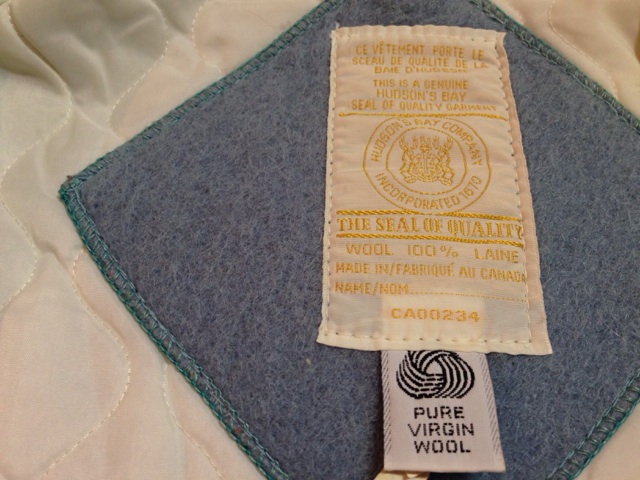 CE VÊTEMENT PORTE LE
SCEAU DE QUALITÉ DE LA
BAIE D'HUDSON
THIS IS A GENUINE
HUDSON'S BAY
SEAL OF QUALITY GARMENT
HUDSON'S BAY COMPANY
INCORPORATED 1670
THE SEAL OF QUALITY
WOOL 100% LAINE
MADE IN/FABRIQUÉ AU CANADA
NAME/NOM
CA00234
PURE
VIRGIN
WOOL